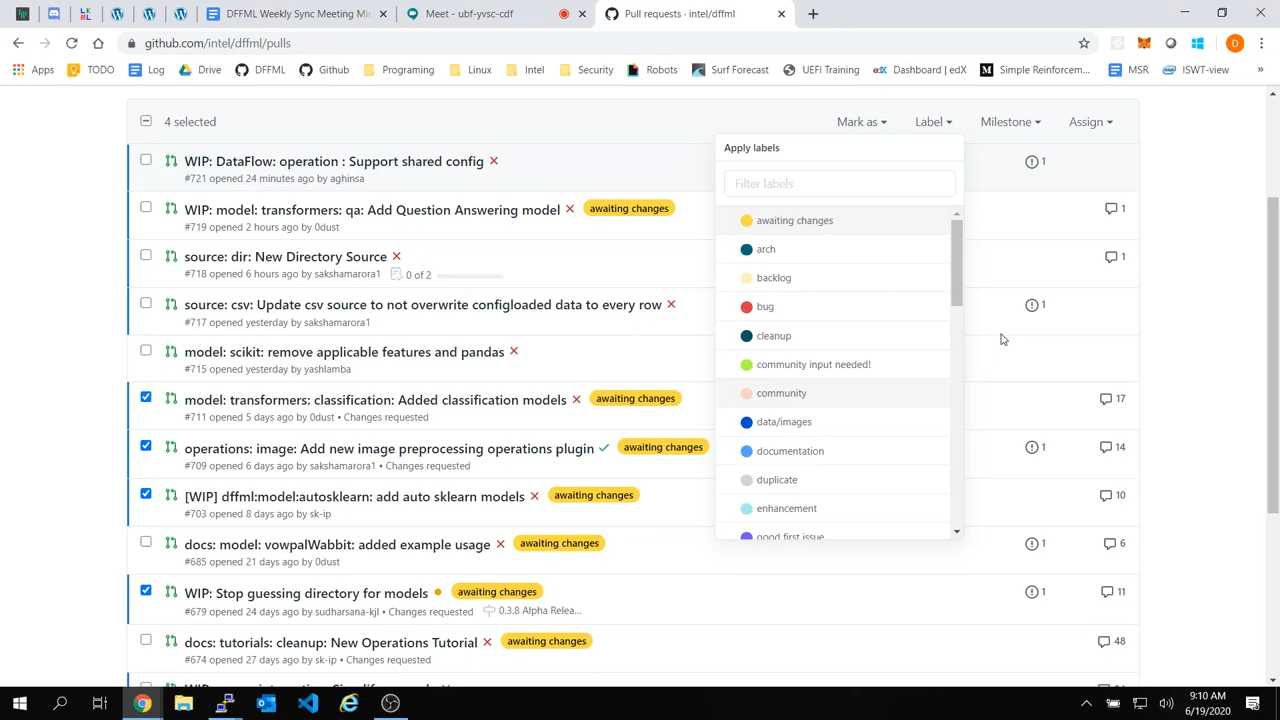 DFFML Weekly Sync Meeting Mi
Meet - ubf-yvsc-cdf
Pull requests · intel/dffml
github.com/intel/dffml/pulls
Apps
TODO
Log
Drive
DFFML
Github
Programing
Linux
Intel
Security
Robots
Surf Forecast
UEFI Training
Dashboard | edX
Simple Reinforcem...
MSR
ISWT-view
»
4 selected
Mark as
Label
Milestone
Assign
Apply labels
Filter labels
awaiting changes
arch
backlog
bug
cleanup
community input needed!
community
data/images
documentation
duplicate
enhancement
good first issue
WIP: DataFlow: operation : Support shared config
1
#721 opened 24 minutes ago by aghinsa
WIP: model: transformers: qa: Add Question Answering model
awaiting changes
1
#719 opened 2 hours ago by 0dust
source: dir: New Directory Source
1
#718 opened 6 hours ago by sakshamarora1
0 of 2
source: csv: Update csv source to not overwrite configloaded data to every row
1
#717 opened yesterday by sakshamarora1
model: scikit: remove applicable features and pandas
#715 opened yesterday by yashlamba
model: transformers: classification: Added classification models
awaiting changes
17
#711 opened 5 days ago by 0dust • Changes requested
operations: image: Add new image preprocessing operations plugin
awaiting changes
1
14
#709 opened 6 days ago by sakshamarora1 • Changes requested
[WIP] dffml:model:autosklearn: add auto sklearn models
awaiting changes
10
#703 opened 8 days ago by sk-ip
docs: model: vowpalWabbit: added example usage
awaiting changes
1
6
#685 opened 21 days ago by 0dust
WIP: Stop guessing directory for models
awaiting changes
1
11
#679 opened 24 days ago by sudharsana-kjl • Changes requested
0.3.8 Alpha Relea...
docs: tutorials: cleanup: New Operations Tutorial
awaiting changes
48
#674 opened 27 days ago by sk-ip • Changes requested
9:10 AM
6/19/2020